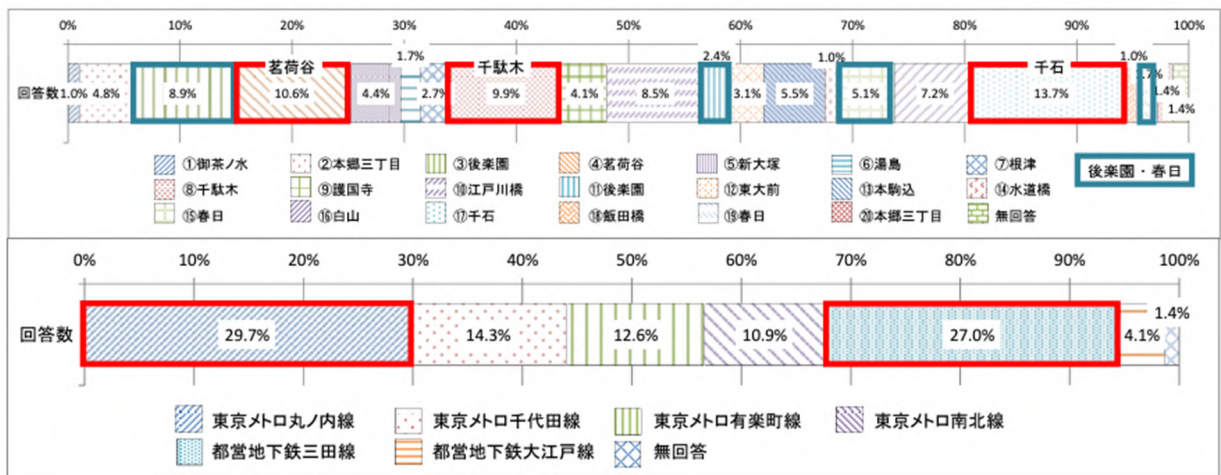 0% 10% 20% 30% 40% 50% 60% 70% 80% 90% 100%
1.7% 2.4% 1.0% 1.0%
茗荷谷 千駄木 千石
回答数 1.0% 4.8% 8.9% 10.6% 4.4% 2.7% 9.9% 4.1% 8.5% 3.1% 5.5% 5.1% 7.2% 13.7% 1.7% 1.4%
1.4%
①御茶ノ水 ②本郷三丁目 ③後楽園 ④茗荷谷 ⑤新大塚 ⑥湯島 ⑦根津
後楽園・春日
⑧千駄木 ⑨護国寺 ⑩江戸川橋 ⑪後楽園 ⑫東大前 ⑬本駒込 ⑭水道橋
⑮春日 ⑯白山 ⑰千石 ⑱飯田橋 ⑲春日 ⑳本郷三丁目 無回答
0% 10% 20% 30% 40% 50% 60% 70% 80% 90% 100%
1.4%
回答数 29.7% 14.3% 12.6% 10.9% 27.0% 4.1%
東京メトロ丸ノ内線 東京メトロ千代田線 東京メトロ有楽町線 東京メトロ南北線
都営地下鉄三田線 都営地下鉄大江戸線 無回答